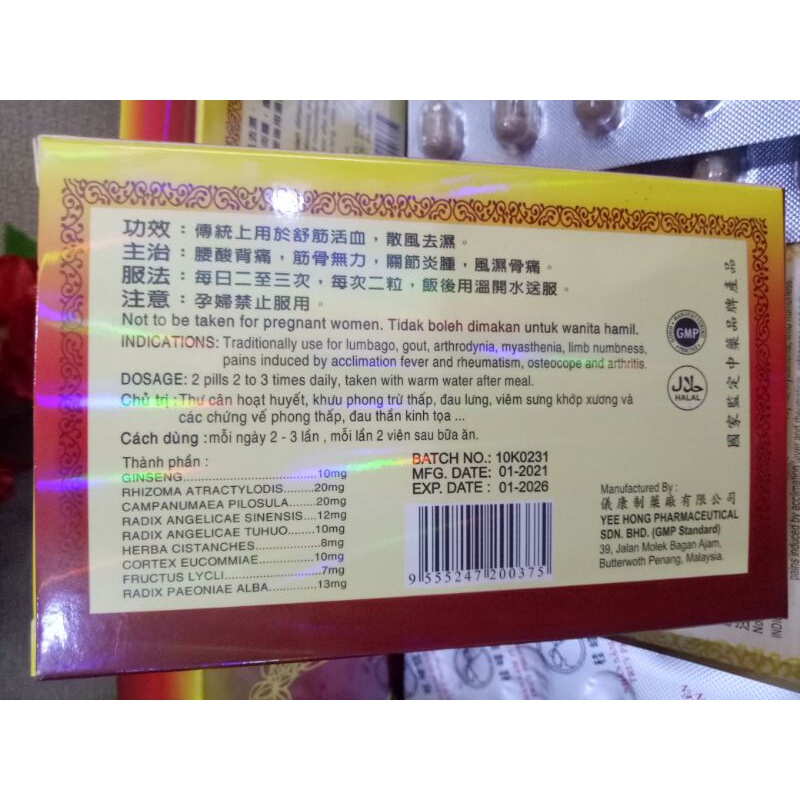 功效：傳統上用於舒筋活血，散風去濕。
主治：腰酸背痛，筋骨無力，關節炎腫，風濕骨痛。
服法：每日二至三次，每次二粒，飯後用溫開水送服。
注意：孕婦禁止服用。
Not to be taken for pregnant women. Tidak boleh dimakan untuk wanita hamil.
INDICATIONS: Traditionally use for lumbago, gout, arthrodynia, myasthenia, limb numbness,
pains induced by acclimation fever and rheumatism, osteocope and arthritis.
DOSAGE: 2 pills 2 to 3 times daily, taken with warm water after meal.
Chủ trị : Thư cân hoạt huyết, khưu phong trừ thấp, đau lưng, viêm sưng khớp xương và
các chứng về phong thấp, đau thần kinh tọa ...
Cách dùng : mỗi ngày 2 - 3 lần , mỗi lần 2 viên sau bữa ăn.
Thành phần :
GINSENG..................................10mg
RHIZOMA ATRACTYLODIS........20mg
CAMPANUMAEA PILOSULA........20mg
RADIX ANGELICAE SINENSIS...12mg
RADIX ANGELICAE TUHUO.......10mg
HERBA CISTANCHES................8mg
CORTEX EUCOMMIAE..............10mg
FRUCTUS LYCLI.......................7mg
RADIX PAEONIAE ALBA...........13mg
BATCH NO.: 10K0231
MFG. DATE: 01-2021
EXP. DATE : 01-2026
9 555247 200375
GOOD MANUFACTURING PRACTICE
GMP
حلال
HALAL
國家監定中藥品牌產品
Manufactured By :
儀康制藥廠有限公司
YEE HONG PHARMACEUTICAL
SDN. BHD. (GMP Standard)
39, Jalan Molek Bagan Ajam,
Butterworth Penang, Malaysia.
pains induced by acclimation fever and